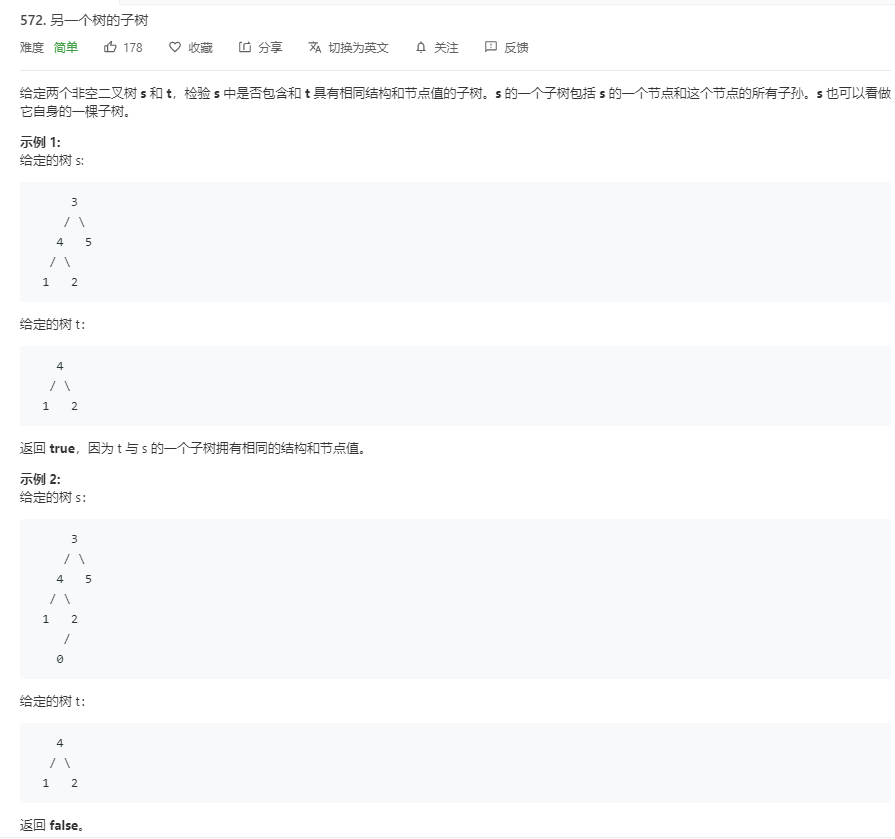 572. 另一个树的子树
难度 简单 178 收藏 分享 切换为英文 关注 反馈
给定两个非空二叉树 s 和 t，检验 s 中是否包含和 t 具有相同结构和节点值的子树。s 的一个子树包括 s 的一个节点和这个节点的所有子孙。s 也可以看做
它自身的一棵子树。
示例 1:
给定的树 s:
3
/ \
4 5
/ \
1 2
给定的树 t：
4
/ \
1 2
返回 true，因为 t 与 s 的一个子树拥有相同的结构和节点值。
示例 2:
给定的树 s：
3
/ \
4 5
/ \
1 2
/
0
给定的树 t：
4
/ \
1 2
返回 false。